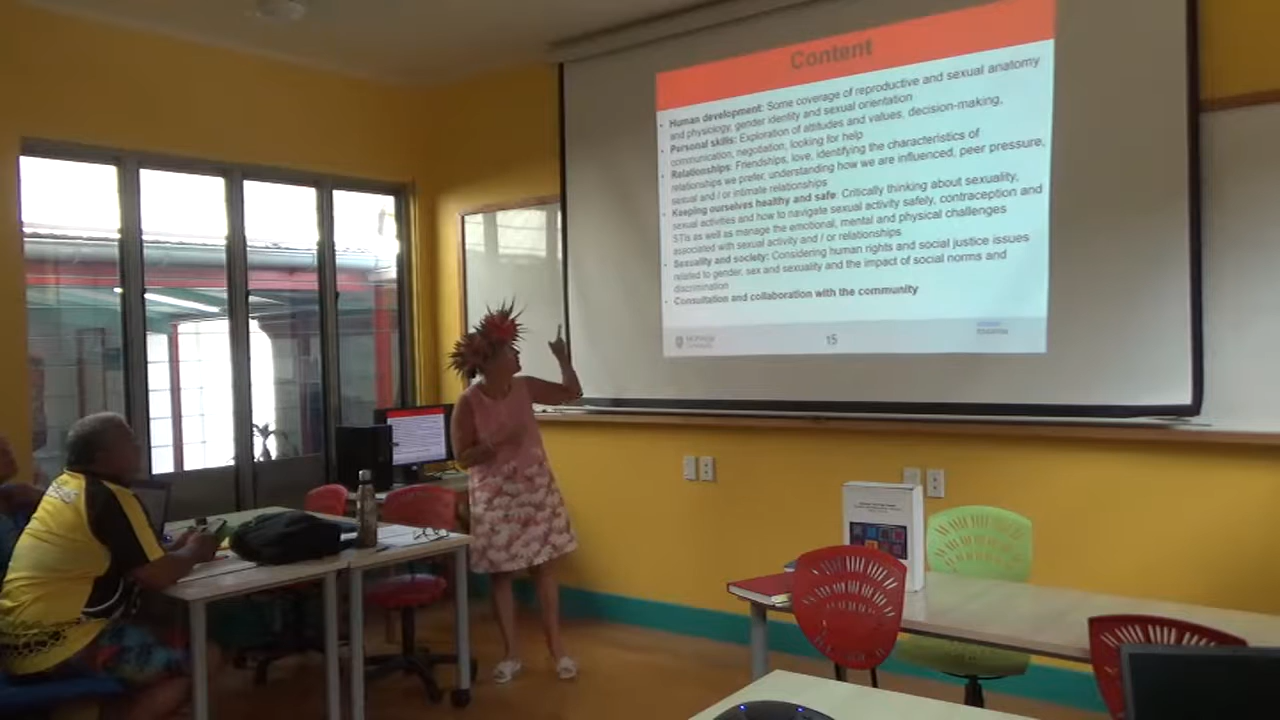 Content
• Human development: Some coverage of reproductive and sexual anatomy
and physiology, gender identity and sexual orientation
• Personal skills: Exploration of attitudes and values, decision-making,
communication, negotiation, looking for help
• Relationships: Friendships, love, identifying the characteristics of
relationships we prefer, understanding how we are influenced, peer pressure,
sexual and / or intimate relationships
• Keeping ourselves healthy and safe: Critically thinking about sexuality,
sexual activities and how to navigate sexual activity safely, contraception and
STIs as well as manage the emotional, mental and physical challenges
associated with sexual activity and / or relationships
• Sexuality and society: Considering human rights and social justice issues
related to gender, sex and sexuality and the impact of social norms and
discrimination
• Consultation and collaboration with the community
15